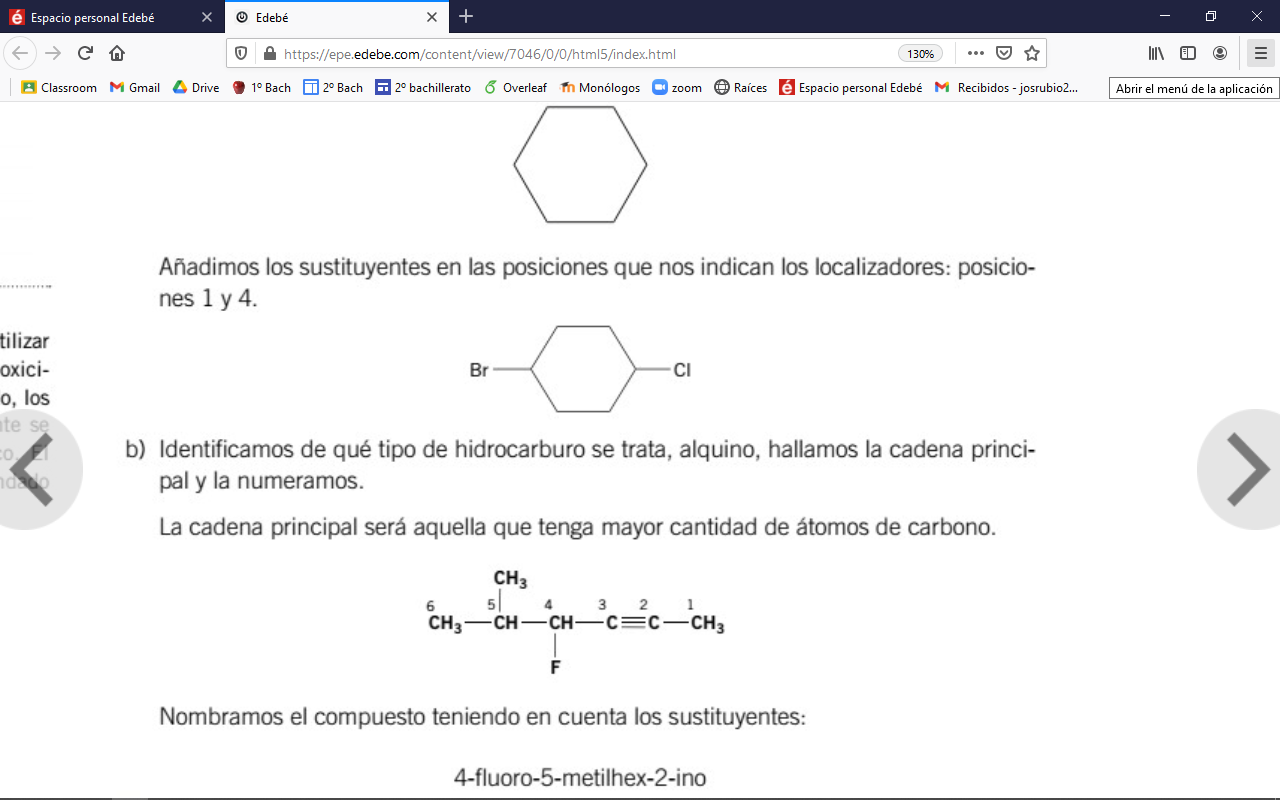 Espacio personal Edebé
Edebé
https://epe.edebe.com/content/view/7046/0/0/html5/index.html
130%
Classroom
Gmail
Drive
1º Bach
2º Bach
2º bachillerato
Overleaf
Monólogos
zoom
Raíces
Espacio personal Edebé
Recibidos - josrubio2...
Abrir el menú de la aplicación
Añadimos los sustituyentes en las posiciones que nos indican los localizadores: posicio-
nes 1 y 4.
tilizar
oxici-
o, los
nte se
co. El
ndado
Br
Cl
b) Identificamos de qué tipo de hidrocarburo se trata, alquino, hallamos la cadena princi-
pal y la numeramos.
La cadena principal será aquella que tenga mayor cantidad de átomos de carbono.
CH₃
6 5 4 3 2 1
CH₃—CH—CH—C≡C—CH₃
F
Nombramos el compuesto teniendo en cuenta los sustituyentes:
4-fluoro-5-metilhex-2-ino